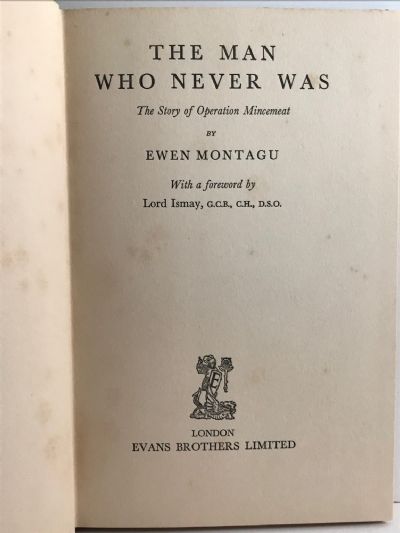 THE MAN
WHO NEVER WAS
The Story of Operation Mincemeat
BY
EWEN MONTAGU
With a foreword by
Lord Ismay, G.C.B., C.H., D.S.O.
LONDON
EVANS BROTHERS LIMITED